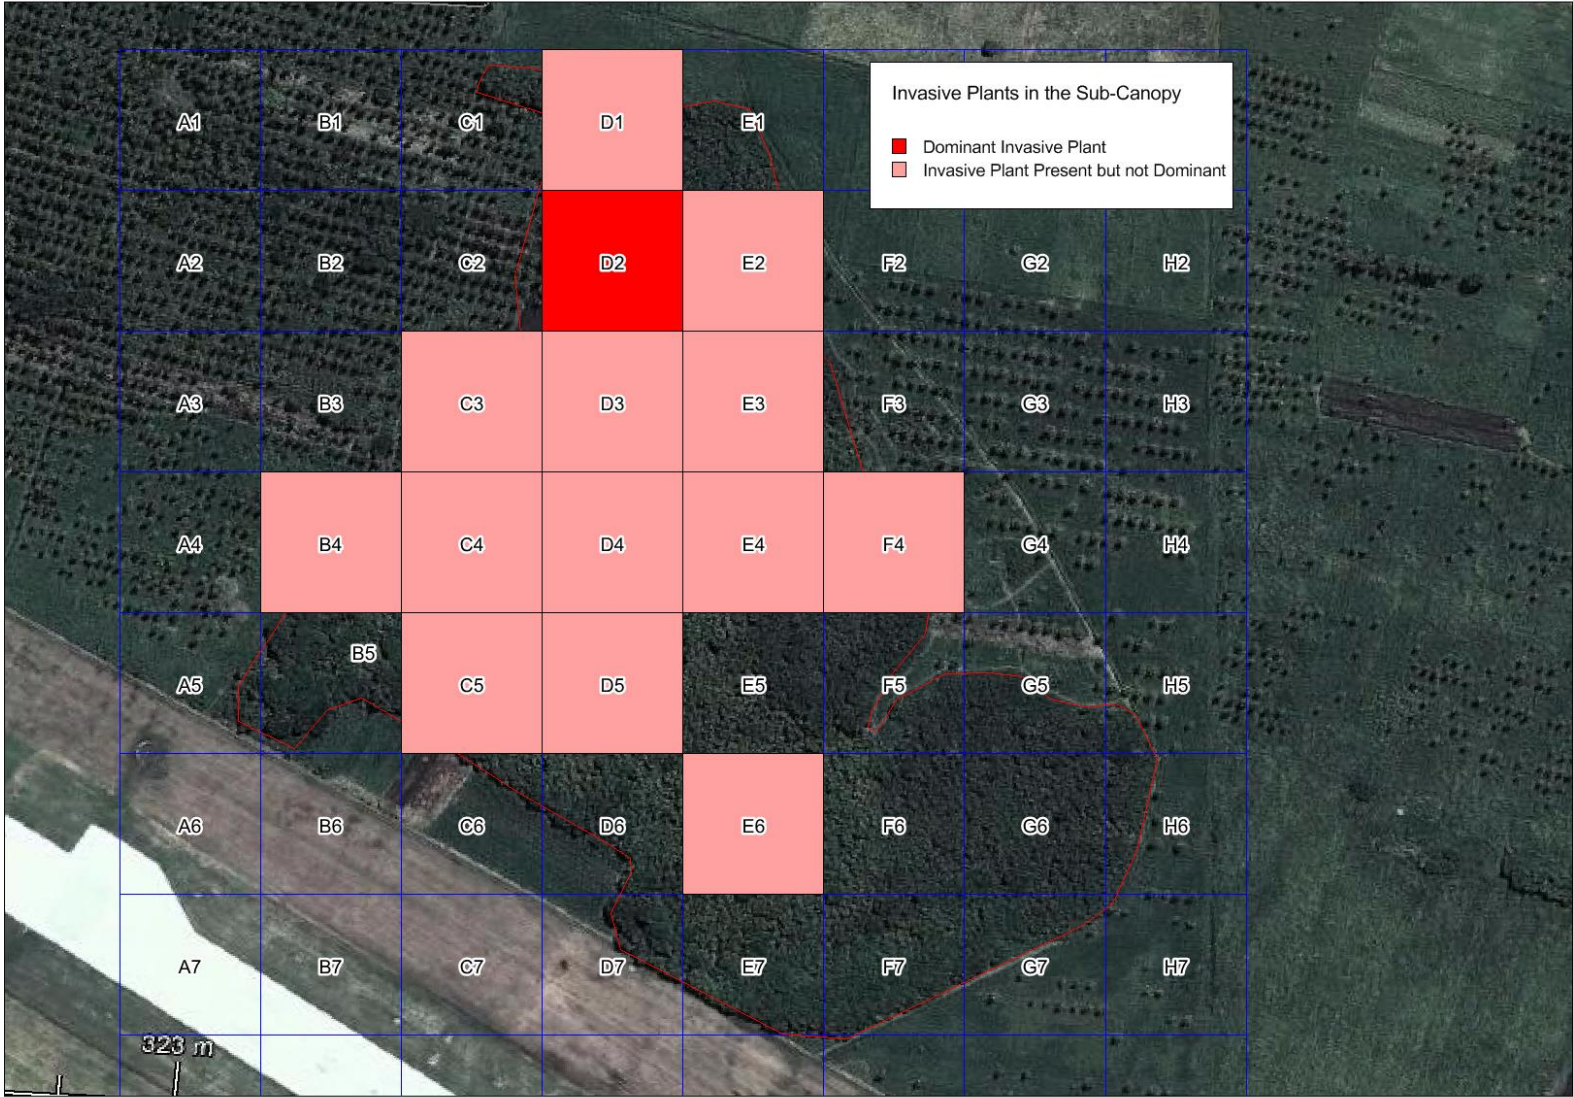 Invasive Plants in the Sub-Canopy
Dominant Invasive Plant
Invasive Plant Present but not Dominant
A1 B1 C1 D1 E1
A2 B2 C2 D2 E2 F2 G2 H2
A3 B3 C3 D3 E3 F3 G3 H3
A4 B4 C4 D4 E4 F4 G4 H4
B5
A5 C5 D5 E5 F5 G5 H5
A6 B6 C6 D6 E6 F6 G6 H6
A7 B7 C7 D7 E7 F7 G7 H7
323 m